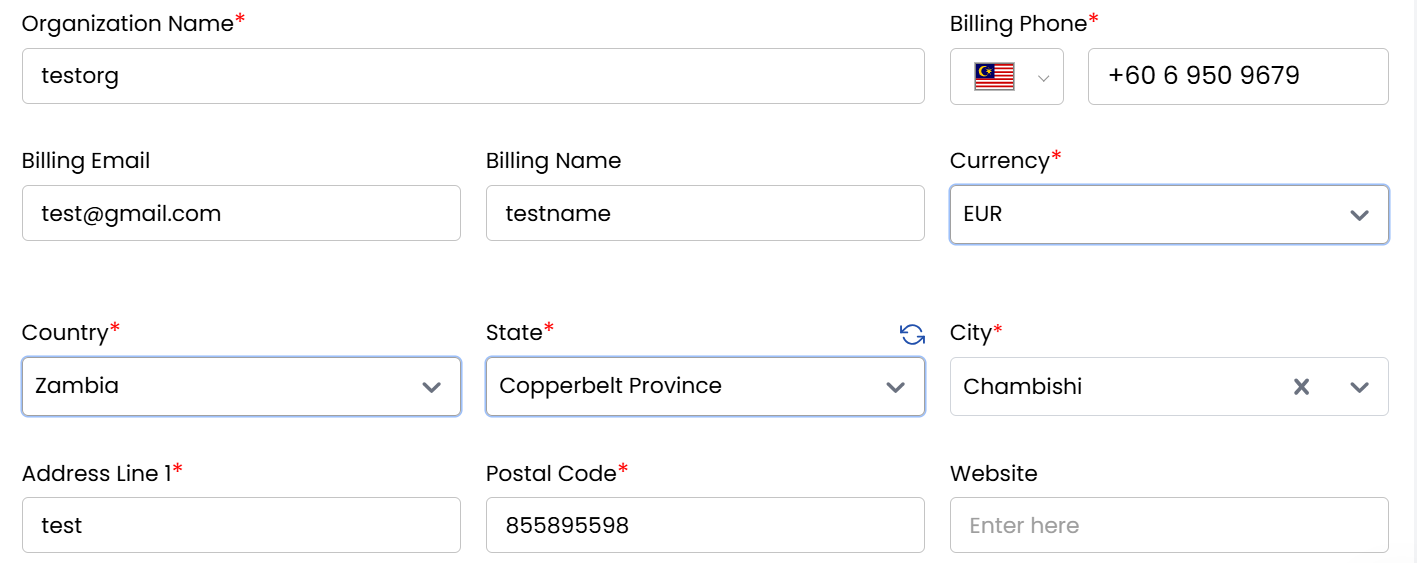 Organization Name*
Billing Phone*
testorg
+60 6 950 9679
Billing Email
Billing Name
Currency*
test@gmail.com
testname
EUR
Country*
State*
City*
Zambia
Copperbelt Province
Chambishi
Address Line 1*
Postal Code*
Website
test
855895598
Enter here